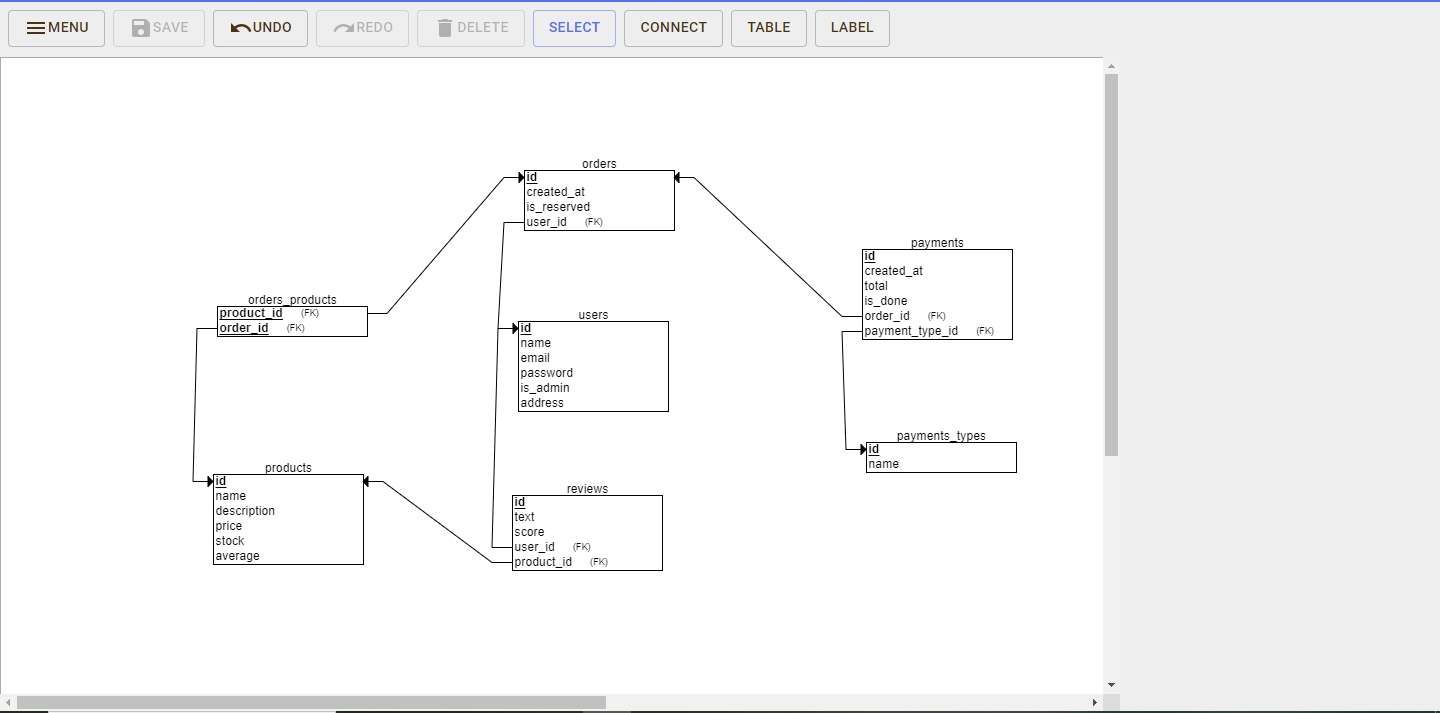 MENU SAVE UNDO REDO DELETE SELECT CONNECT TABLE LABEL
orders
id
created_at
is_reserved
user_id (FK)
payments
id
created_at
total
is_done
order_id (FK)
payment_type_id (FK)
orders_products
product_id (FK)
order_id (FK)
users
id
name
email
password
is_admin
address
payments_types
id
name
products
id
name
description
price
stock
average
reviews
id
text
score
user_id (FK)
product_id (FK)